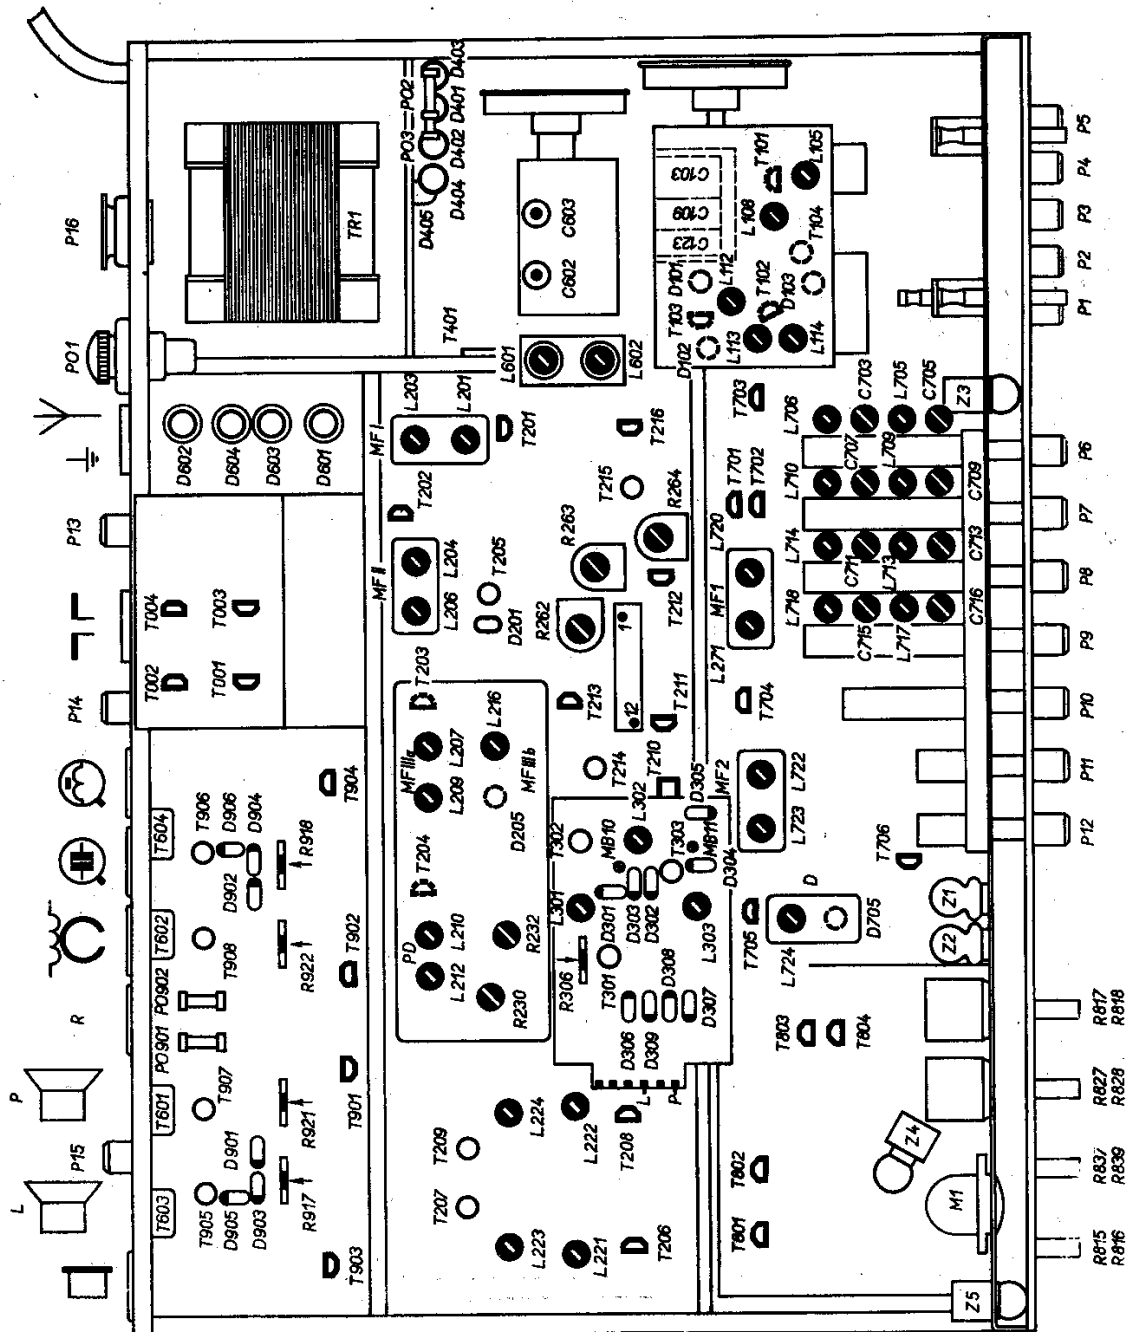 P16
PO1
P13
P14
R
P
P15
L
TR1
D405
D404
PO3
D402
PO2
D401
D403
T401
C602
C603
L601
L602
C103
C109
C123
T101
L105
L108
T104
D101
L112
T102
D103
T103
D102
L113
L114
P5
P4
P3
P2
P1
D602
D604
D603
D601
MF I
L203
L201
T201
T202
T216
T215
R264
R263
R262
T212
MF II
L204
L206
T205
D201
T703
T701
T702
L720
MF1
L271
L706
C703
L705
C705
Z3
C707
L709
L710
C709
L714
C711
L713
C713
L718
C715
L717
C716
P6
P7
P8
P9
P10
P11
P12
T004
T003
T002
T001
T203
L216
L207
MFIIIa
L209
MFIIIb
D205
T204
PD
L210
L212
R232
R230
1
12
T213
T211
T214
T210
T704
D305
MF2
L722
L723
T706
L302
T302
MB10
T303
MB11
D304
L301
D301
D303
D302
L303
R306
T301
D308
D306
D309
D307
L
P
T705
D
L724
D705
Z1
Z2
T604
T906
D906
D904
T904
R918
D902
T602
T908
R922
T902
PO902
PO901
T601
T907
R921
T901
D901
T603
T905
D905
D903
R917
T903
T209
T207
L224
L222
T208
L223
L221
T206
T803
T804
T802
T801
Z4
M1
Z5
R817
R818
R827
R828
R837
R839
R815
R816